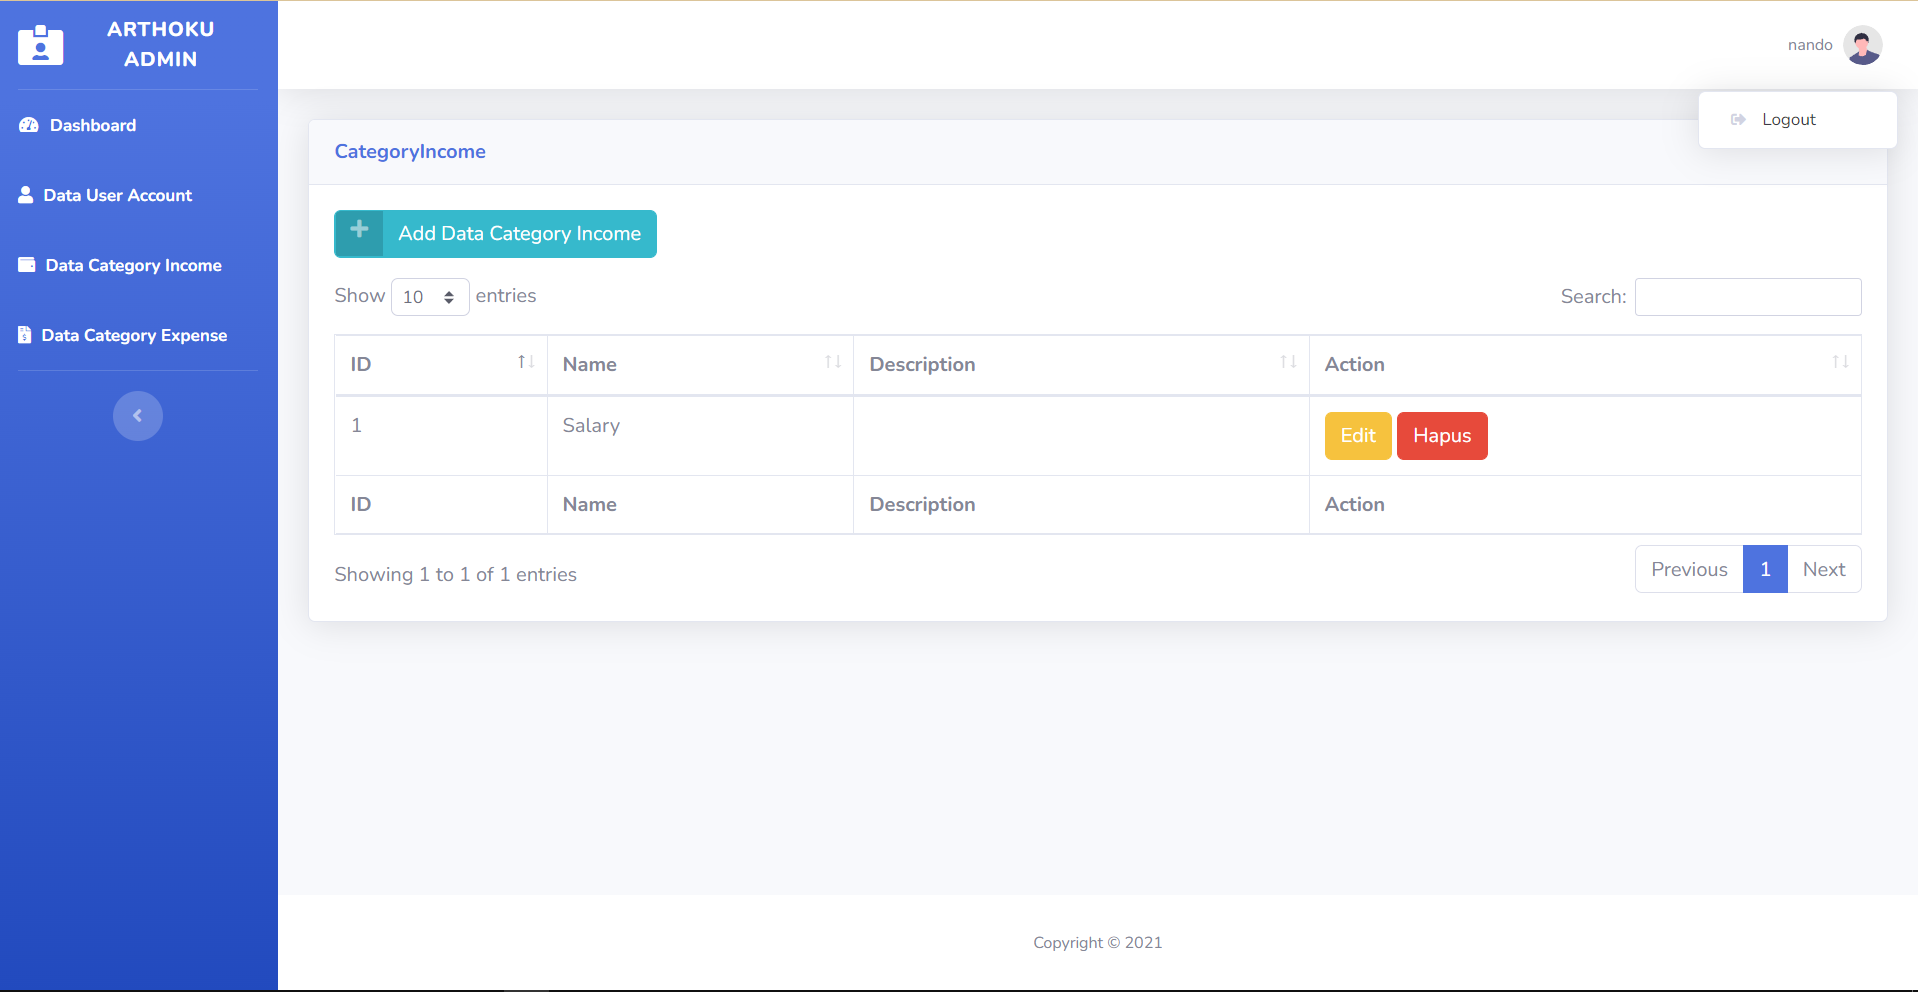 ARTHOKU
ADMIN
nando
Logout
Dashboard
Data User Account
Data Category Income
Data Category Expense
CategoryIncome
Add Data Category Income
Show 10 entries
Search:
ID Name Description Action
1 Salary Edit Hapus
ID Name Description Action
Showing 1 to 1 of 1 entries
Previous 1 Next
Copyright © 2021